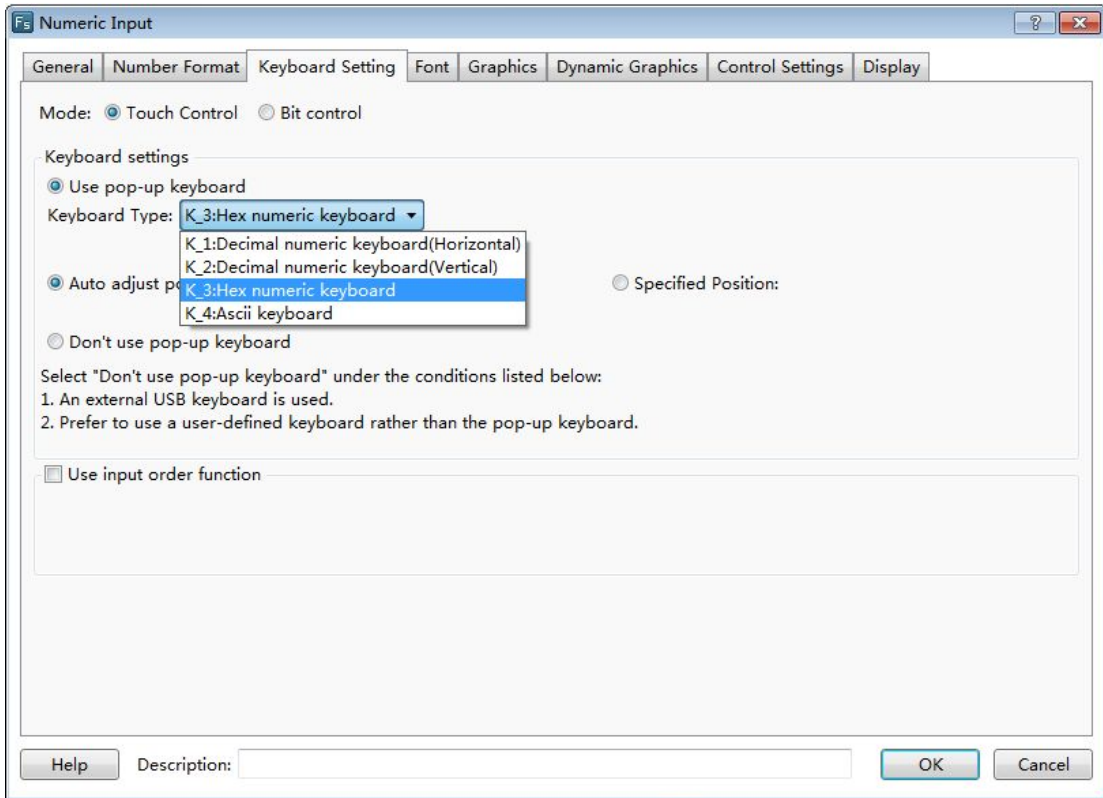 Fs Numeric Input
General Number Format Keyboard Setting Font Graphics Dynamic Graphics Control Settings Display
Mode: Touch Control Bit control
Keyboard settings
Use pop-up keyboard
Keyboard Type: K_3:Hex numeric keyboard
K_1:Decimal numeric keyboard(Horizontal)
K_2:Decimal numeric keyboard(Vertical)
Auto adjust K_3:Hex numeric keyboard Specified Position:
K_4:Ascii keyboard
Don't use pop-up keyboard
Select "Don't use pop-up keyboard" under the conditions listed below:
1. An external USB keyboard is used.
2. Prefer to use a user-defined keyboard rather than the pop-up keyboard.
Use input order function
Help Description: OK Cancel